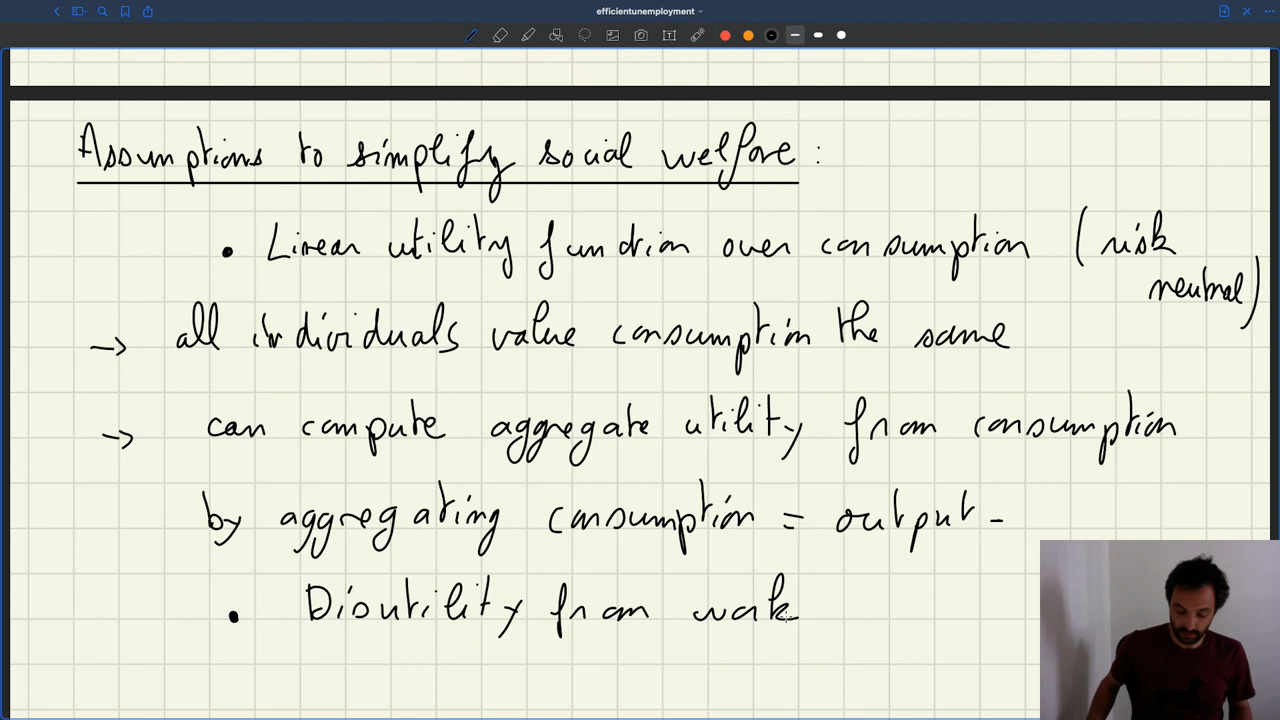 efficientunemployment
Assumptions to simplify social welfare :
• Linear utility function over consumption (risk neutral)
→ all individuals value consumption the same
→ can compute aggregate utility from consumption
by aggregating consumption = output -
• Disutility from work